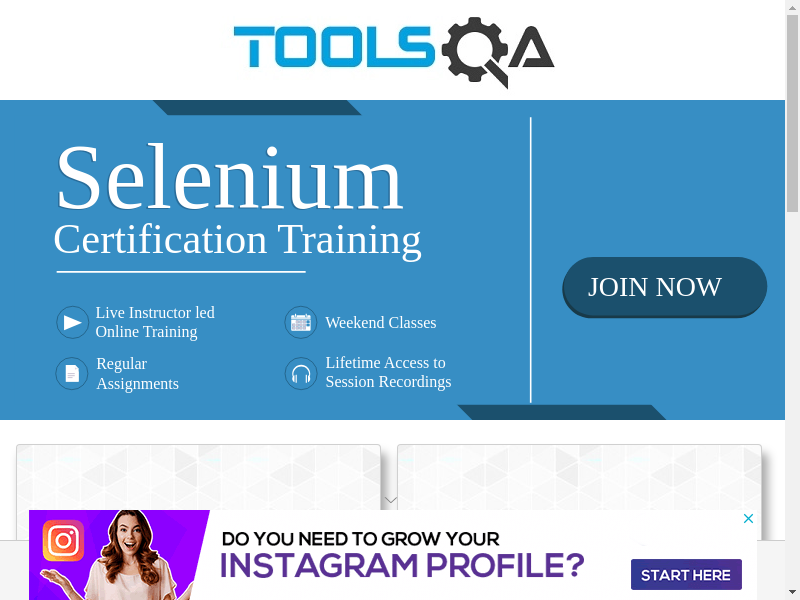 TOOLSQA
Selenium
Certification Training
Live Instructor led
Online Training
Weekend Classes
Regular
Assignments
Lifetime Access to
Session Recordings
JOIN NOW
DO YOU NEED TO GROW YOUR
INSTAGRAM PROFILE?
START HERE